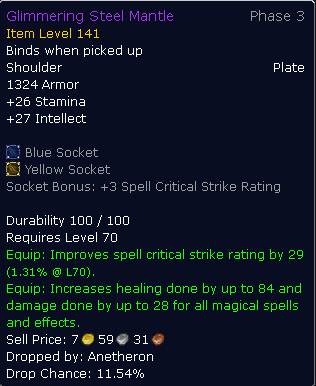 Glimmering Steel Mantle Phase 3
Item Level 141
Binds when picked up
Shoulder Plate
1324 Armor
+26 Stamina
+27 Intellect
Blue Socket
Yellow Socket
Socket Bonus: +3 Spell Critical Strike Rating
Durability 100 / 100
Requires Level 70
Equip: Improves spell critical strike rating by 29
(1.31% @ L70).
Equip: Increases healing done by up to 84 and
damage done by up to 28 for all magical spells
and effects.
Sell Price: 7 59 31
Dropped by: Anetheron
Drop Chance: 11.54%